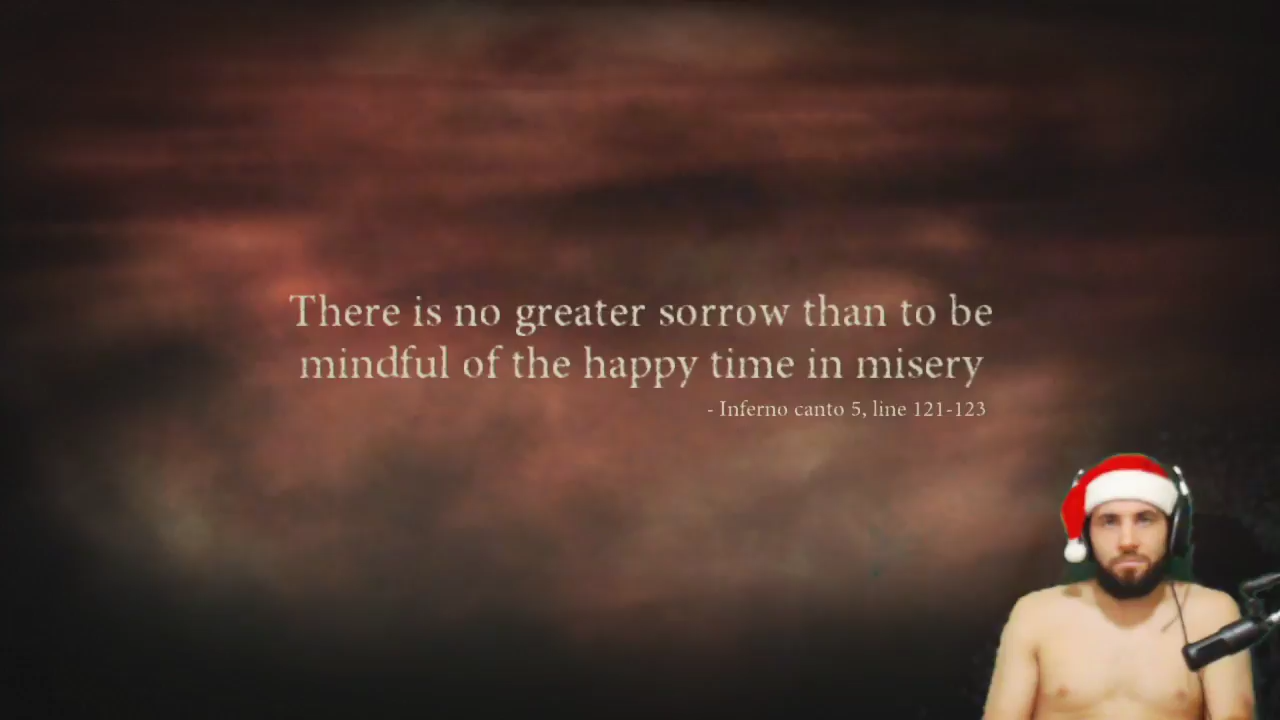 There is no greater sorrow than to be
mindful of the happy time in misery
- Inferno canto 5, line 121-123